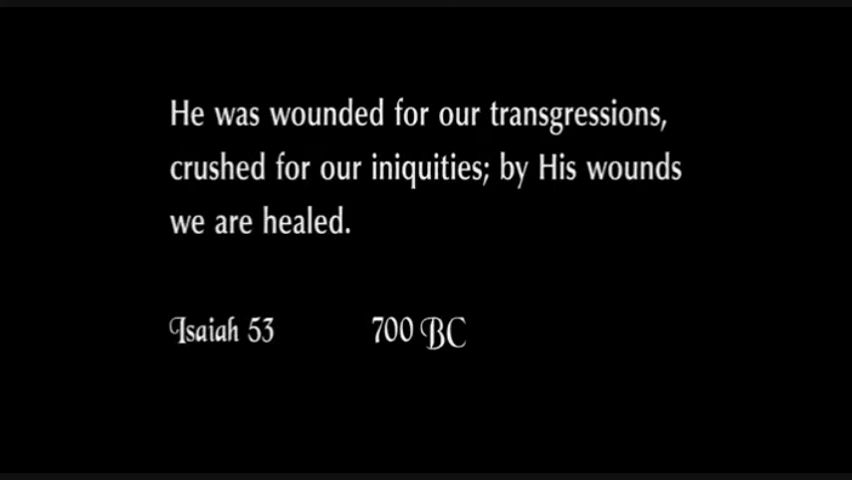 He was wounded for our transgressions,
crushed for our iniquities; by His wounds
we are healed.
Isaiah 53 700 BC